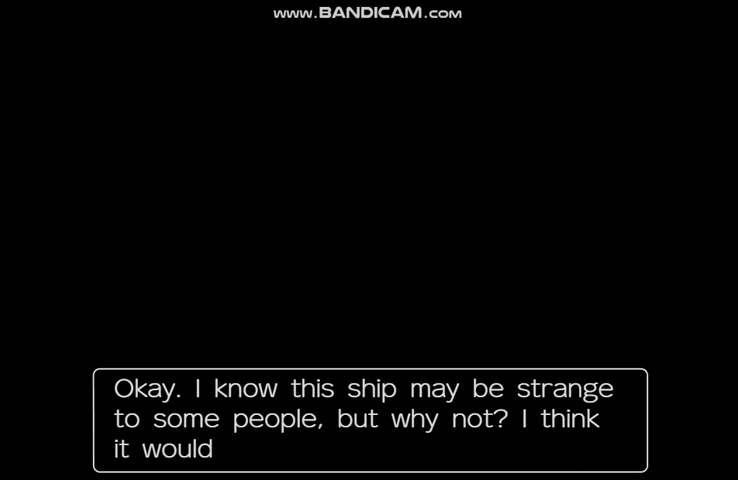 www.BANDICAM.com
Okay. I know this ship may be strange
to some people, but why not? I think
it would